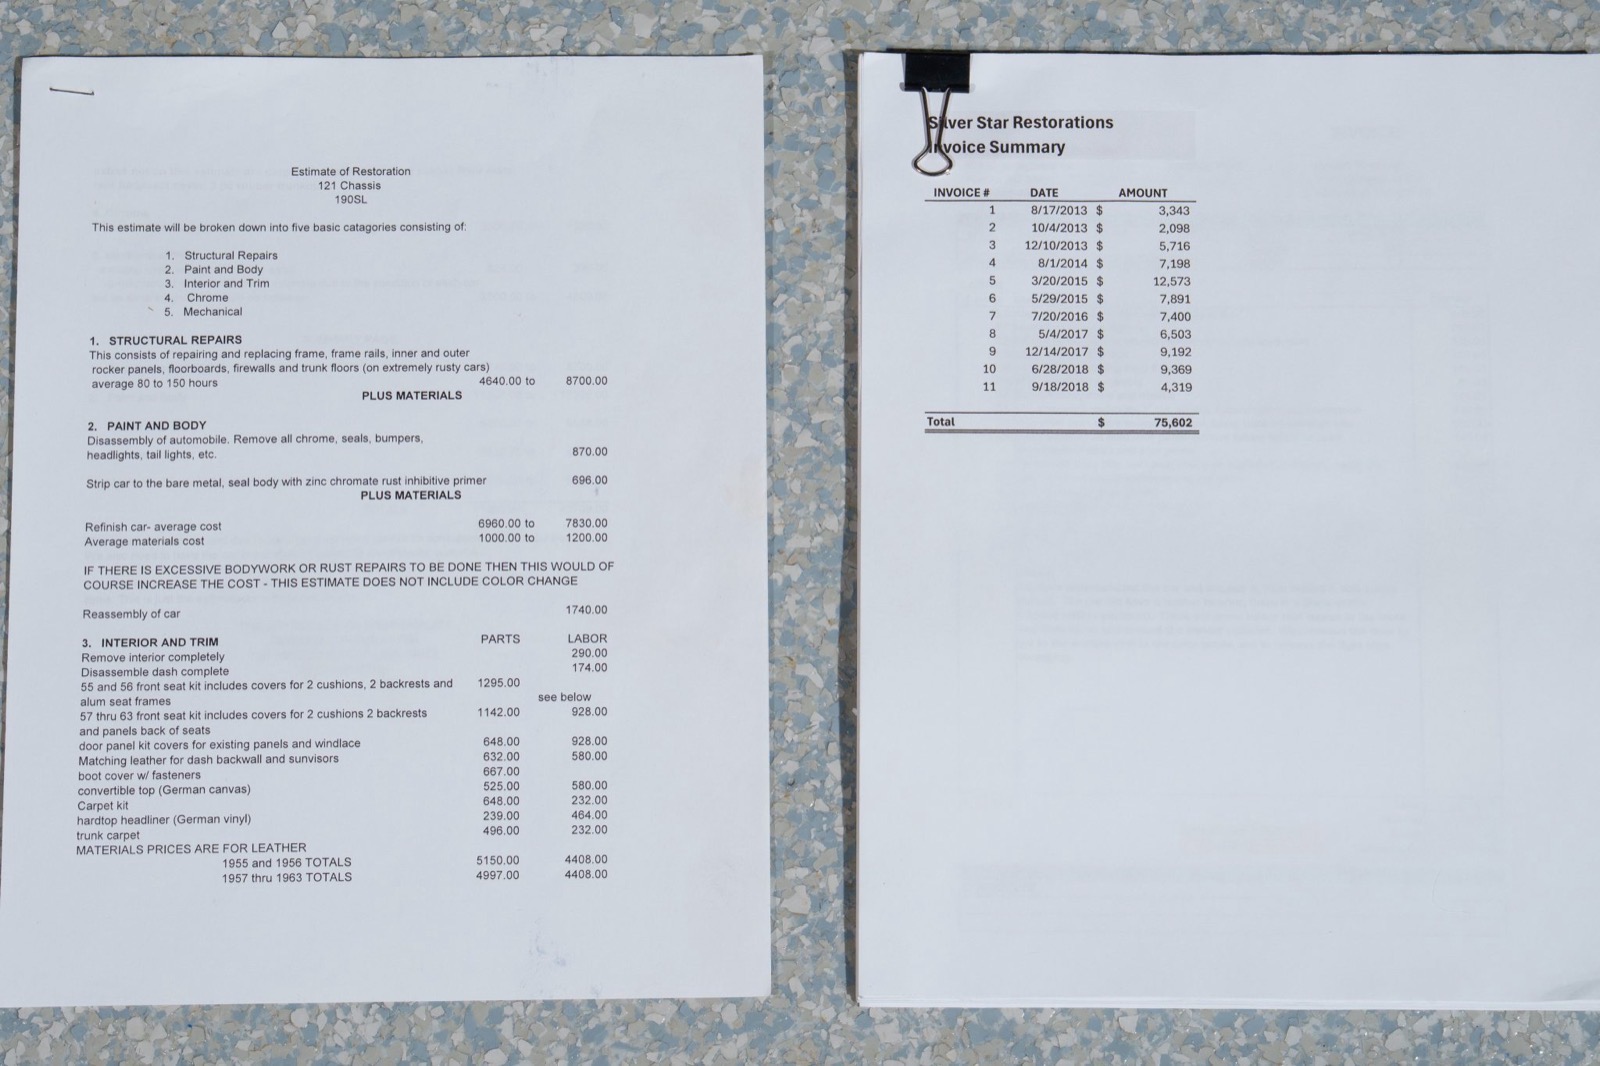 Estimate of Restoration
121 Chassis
190SL
This estimate will be broken down into five basic catagories consisting of:
1. Structural Repairs
2. Paint and Body
3. Interior and Trim
4. Chrome
5. Mechanical
1. STRUCTURAL REPAIRS
This consists of repairing and replacing frame, frame rails, inner and outer
rocker panels, floorboards, firewalls and trunk floors (on extremely rusty cars)
average 80 to 150 hours 4640.00 to 8700.00
PLUS MATERIALS
2. PAINT AND BODY
Disassembly of automobile. Remove all chrome, seals, bumpers,
headlights, tail lights, etc. 870.00
Strip car to the bare metal, seal body with zinc chromate rust inhibitive primer 696.00
PLUS MATERIALS
Refinish car- average cost 6960.00 to 7830.00
Average materials cost 1000.00 to 1200.00
IF THERE IS EXCESSIVE BODYWORK OR RUST REPAIRS TO BE DONE THEN THIS WOULD OF
COURSE INCREASE THE COST - THIS ESTIMATE DOES NOT INCLUDE COLOR CHANGE
Reassembly of car 1740.00
3. INTERIOR AND TRIM PARTS LABOR
Remove interior completely 290.00
Disassemble dash complete 174.00
55 and 56 front seat kit includes covers for 2 cushions, 2 backrests and 1295.00
alum seat frames see below
57 thru 63 front seat kit includes covers for 2 cushions 2 backrests 1142.00 928.00
and panels back of seats
door panel kit covers for existing panels and windlace 648.00 928.00
Matching leather for dash backwall and sunvisors 632.00 580.00
boot cover w/ fasteners 667.00
convertible top (German canvas) 525.00 580.00
Carpet kit 648.00 232.00
hardtop headliner (German vinyl) 239.00 464.00
trunk carpet 496.00 232.00
MATERIALS PRICES ARE FOR LEATHER
1955 and 1956 TOTALS 5150.00 4408.00
1957 thru 1963 TOTALS 4997.00 4408.00
Silver Star Restorations
Invoice Summary
INVOICE # DATE AMOUNT
1 8/17/2013 $ 3,343
2 10/4/2013 $ 2,098
3 12/10/2013 $ 5,716
4 8/1/2014 $ 7,198
5 3/20/2015 $ 12,573
6 5/29/2015 $ 7,891
7 7/20/2016 $ 7,400
8 5/4/2017 $ 6,503
9 12/14/2017 $ 9,192
10 6/28/2018 $ 9,369
11 9/18/2018 $ 4,319
Total $ 75,602